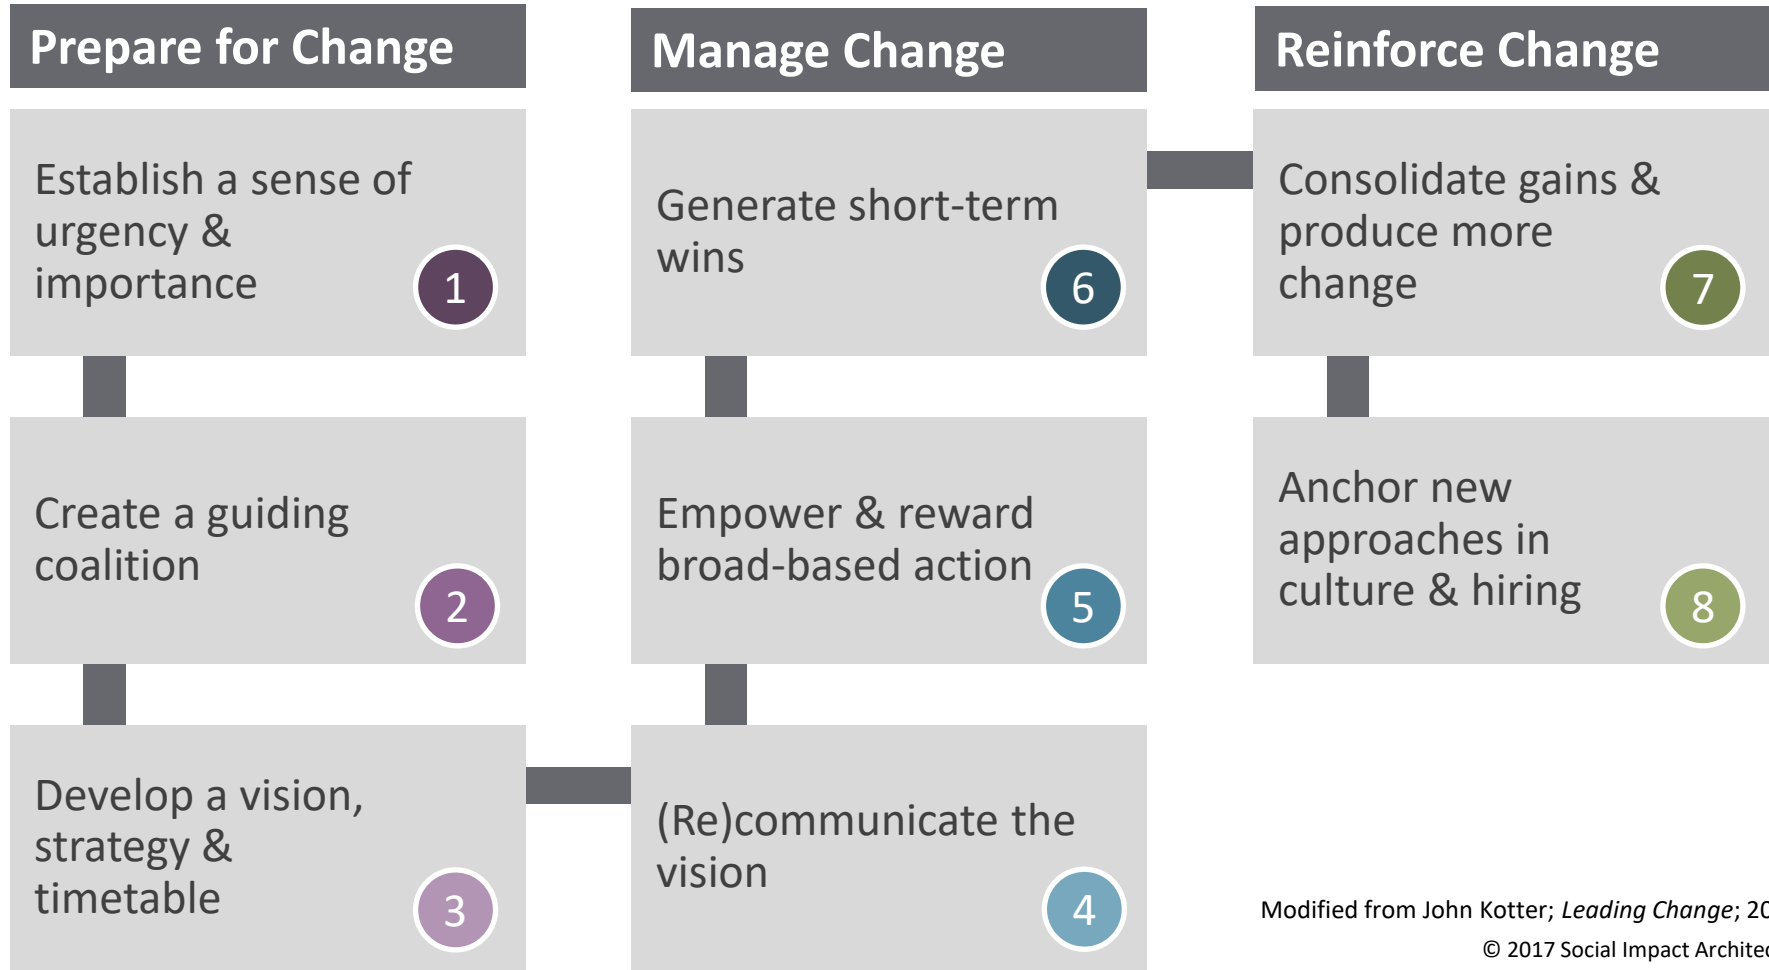 Prepare for Change
Establish a sense of
urgency &
importance
1
Create a guiding
coalition
2
Develop a vision,
strategy &
timetable
3
Manage Change
Generate short-term
wins
6
Empower & reward
broad-based action
5
(Re)communicate the
vision
4
Reinforce Change
Consolidate gains &
produce more
change
7
Anchor new
approaches in
culture & hiring
8
Modified from John Kotter; Leading Change;
© 2017 Social Impact